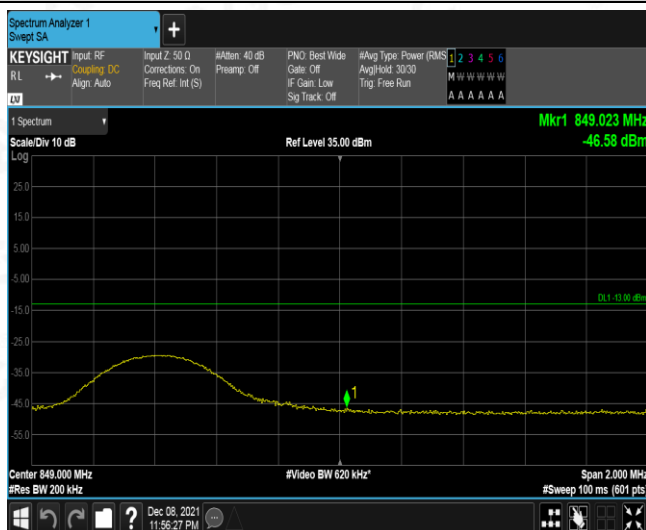 Spectrum Analyzer 1
Swept SA
+
KEYSIGHT
RL
LXI
Input: RF
Coupling: DC
Align: Auto
Input Z: 50 Ω
Corrections: On
Freq Ref: Int (S)
#Atten: 40 dB
Preamp: Off
PNO: Best Wide
Gate: Off
IF Gain: Low
Sig Track: Off
#Avg Type: Power (RMS
Avg|Hold: 30/30
Trig: Free Run
1 2 3 4 5 6
M W W W W W
A A A A A A
1 Spectrum
Mkr1 849.023 MHz
Scale/Div 10 dB
Ref Level 35.00 dBm
-46.58 dBm
Log
25.0
15.0
5.00
-5.00
DL1 -13.00 dBm
-15.0
-25.0
-35.0
1
-45.0
-55.0
Center 849.000 MHz
#Video BW 620 kHz*
Span 2.000 MHz
#Res BW 200 kHz
#Sweep 100 ms (601 pts)
?
Dec 08, 2021
11:56:27 PM